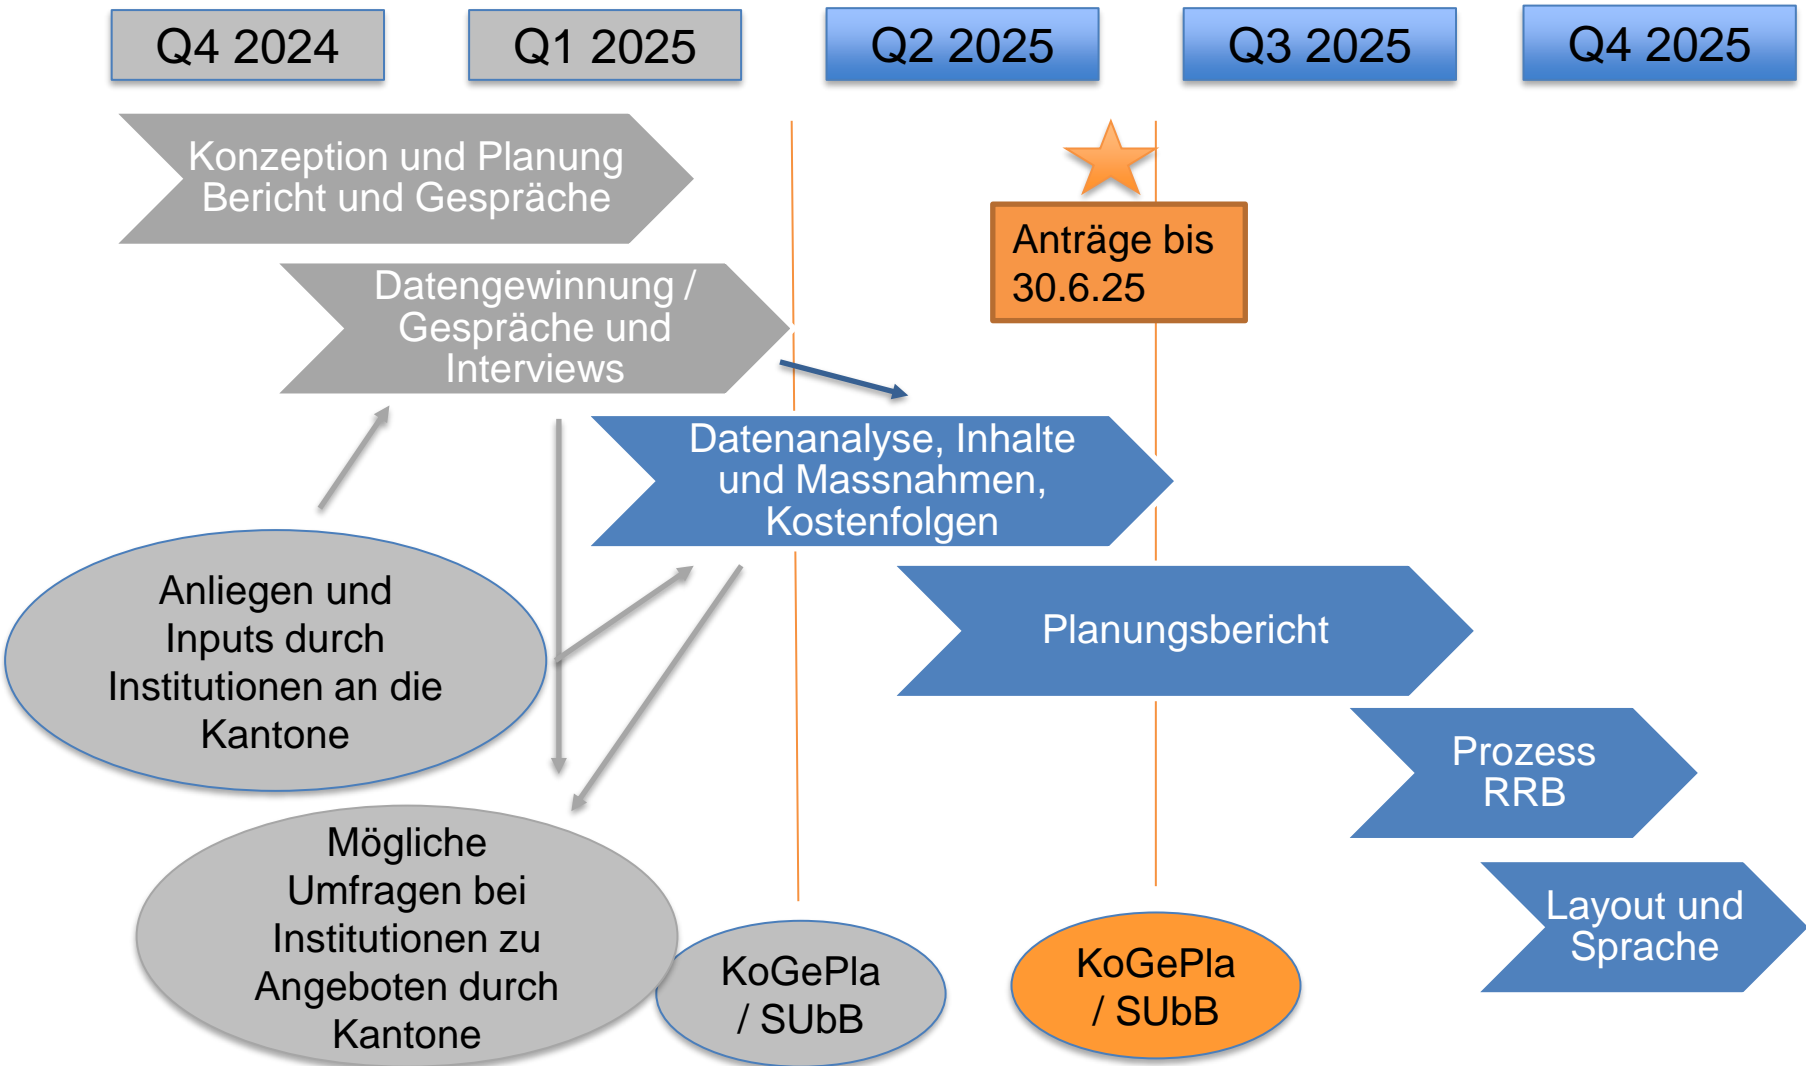 Q4 2024
Q1 2025
Q2 2025
Q3 2025
Q4 2025
Konzeption und Planung
Bericht und Gespräche
Anträge bis
30.6.25
Datengewinnung /
Gespräche und
Interviews
Datenanalyse, Inhalte
und Massnahmen,
Kostenfolgen
Anliegen und
Inputs durch
Institutionen an die
Kantone
Planungsbericht
Prozess
RRB
Mögliche
Umfragen bei
Institutionen zu
Angeboten durch
Kantone
KoGePla
/ SUbB
KoGePla
/ SUbB
Layout und
Sprache